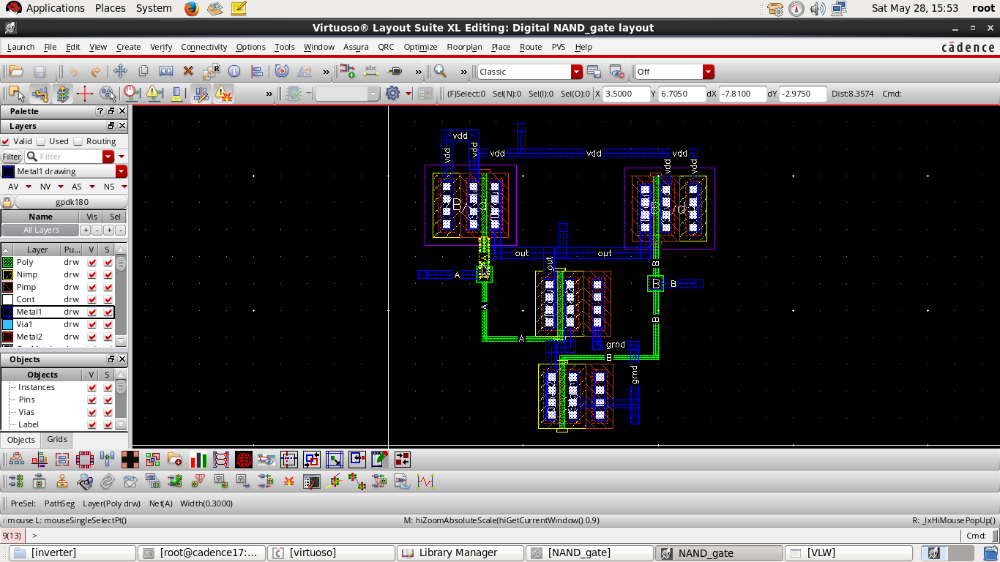 Applications Places System Sat May 28, 15:53 root
Virtuoso® Layout Suite XL Editing: Digital NAND_gate layout
Launch File Edit View Create Verify Connectivity Options Tools Window Assura QRC Optimize Floorplan Place Route PVS Help cādence
abc Classic Off
(F)Select:0 Sel(N):0 Sel(I):0 Sel(O):0 X 3.5000 Y 6.7050 dX -7.8100 dY -2.9750 Dist:8.3574 Cmd:
Palette
Layers
Valid Used Routing
Filter Filter
Metal1 drawing
AV NV AS NS
gpdk180
Name Vis Sel
All Layers + - + -
Layer Pu... V S
Poly drw
Nimp drw
Pimp drw
Cont drw
Metal1 drw
Via1 drw
Metal2 drw
Objects
Objects V S
Instances
Pins
Vias
Label
Objects Grids
vdd
vdd vdd vdd vdd vdd
vdd vdd
out out
out
A
A
A
A
B
B B
B
grnd
B
grnd
PreSel: PathSeg Layer(Poly drw) Net(A) Width(0.3000)
mouse L: mouseSingleSelectPt() M: hiZoomAbsoluteScale(hiGetCurrentWindow() 0.9) R: _lxHiMousePopUp()
9(13) > Cmd:
[inverter] [root@cadence17:... [virtuoso] Library Manager [NAND_gate] NAND_gate [VLW]